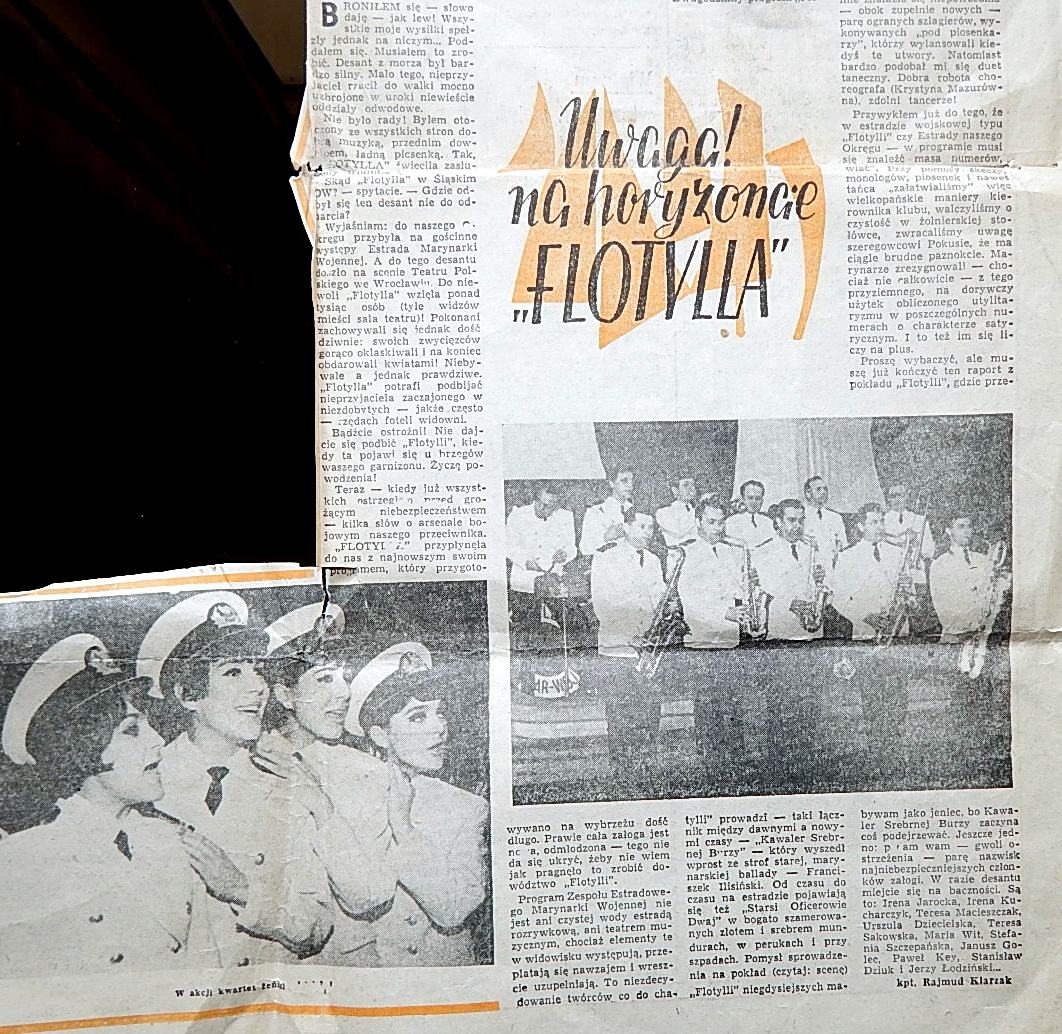 BRONIŁEM się — słowo
daję — jak lew! Wszy-
stkie moje wysiłki speł-
zły jednak na niczym... Pod-
dałem się. Musiałem to zro-
bić. Desant z morza był bar-
dzo silny. Mało tego, nieprzy-
jaciel rzucił do walki mocno
uzbrojone w uroki niewieście
oddziały odwodowe.
Nie było rady! Byłem oto-
czony ze wszystkich stron do-
brą muzyką, przednim dow-
cipem, ładną piosenką. Tak,
„FLOTYLLA" święciła zasłu-
Skąd „Flotylla" w Śląskim
OW? — spytacie. — Gdzie od-
był się ten desant nie do od-
parcia?
Wyjaśniam: do naszego O-
kręgu przybyła na gościnne
występy Estrada Marynarki
Wojennej. A do tego desantu
doszło na scenie Teatru Pol-
skiego we Wrocławiu. Do nie-
woli „Flotylla" wzięła ponad
tysiąc osób (tyle widzów
mieści sala teatru)! Pokonani
zachowywali się jednak dość
dziwnie: swoich zwycięzców
gorąco oklaskiwali i na koniec
obdarowali kwiatami! Nieby-
wałe a jednak prawdziwe.
„Flotylla" potrafi podbijać
nieprzyjaciela zaczajonego w
niezdobytych — jakże często
— rzędach foteli widowni.
Bądźcie ostrożni! Nie daj-
cie się podbić „Flotylli", kie-
dy ta pojawi się u brzegów
waszego garnizonu. Życzę po-
wodzenia!
Teraz — kiedy już wszyst-
kich ostrzegłem przed gro-
żącym niebezpieczeństwem
— kilka słów o arsenale bo-
jowym naszego przeciwnika.
„FLOTYLLA" przypłynęła
do nas z najnowszym swoim
programem, który przygoto-
Uwaga!
na horyzoncie
„FLOTYLLA"
— obok zupełnie nowych —
parę ogranych szlagierów, wy-
konywanych „pod piosenka-
rzy", którzy wylansowali kie-
dyś te utwory. Natomiast
bardzo podobał mi się duet
taneczny. Dobra robota cho-
reografa (Krystyna Mazurów-
na), zdolni tancerze!
Przywykłem już do tego, że
w estradzie wojskowej typu
„Flotylli" czy Estrady naszego
Okręgu — w programie musi
się znaleźć masa numerów,
wiać". Przy pomocy skeczy,
monologów, piosenek i nawet
tańca „załatwialiśmy" więc
wielkopańskie maniery kie-
rownika klubu, walczyliśmy o
czystość w żołnierskiej sto-
łówce, zwracaliśmy uwagę
szeregowcowi Pokusie, że ma
ciągle brudne paznokcie. Ma-
rynarze zrezygnowali — cho-
ciaż nie całkowicie — z tego
przyziemnego, na dorywczy
użytek obliczonego utylita-
ryzmu w poszczególnych nu-
merach o charakterze saty-
rycznym. I to też im się li-
czy na plus.
Proszę wybaczyć, ale mu-
szę już kończyć ten raport z
pokładu „Flotylli", gdzie prze-
W akcji kwartet żeński
wywano na wybrzeżu dość
długo. Prawie cała załoga jest
nowa, odmłodzona — tego nie
da się ukryć, żeby nie wiem
jak pragnęło to zrobić do-
wództwo „Flotylli".
Program Zespołu Estradowe-
go Marynarki Wojennej nie
jest ani czystej wody estradą
rozrywkową, ani teatrem mu-
zycznym, chociaż elementy te
w widowisku występują, prze-
platają się nawzajem i wresz-
cie uzupełniają. To niezdecy-
dowanie twórców co do cha-
tylli" prowadzi — taki łącz-
nik między dawnymi a nowy-
mi czasy — „Kawaler Srebr-
nej Burzy" — który wyszedł
wprost ze strof starej, mary-
narskiej ballady — Franci-
szek Ilisiński. Od czasu do
czasu na estradzie pojawiają
się też „Starsi Oficerowie
Dwaj" w bogato szamerowa-
nych złotem i srebrem mun-
durach, w perukach i przy
szpadach. Pomysł sprowadze-
nia na pokład (czytaj: scenę)
„Flotylli" niegdysiejszych ma-
bywam jako jeniec, bo Kawa-
ler Srebrnej Burzy zaczyna
coś podejrzewać. Jeszcze jed-
no: podam wam — gwoli o-
strzeżenia — parę nazwisk
najniebezpieczniejszych człon-
ków załogi. W razie desantu
miejcie się na baczności. Są
to: Irena Jarocka, Irena Ku-
charczyk, Teresa Macieszczak,
Urszula Dziecielska, Teresa
Sakowska, Maria Wit, Stefa-
nia Szczepańska, Janusz Go-
lec, Paweł Key, Stanisław
Dziuk i Jerzy Łodziński...
kpt. Rajmud Klarzak